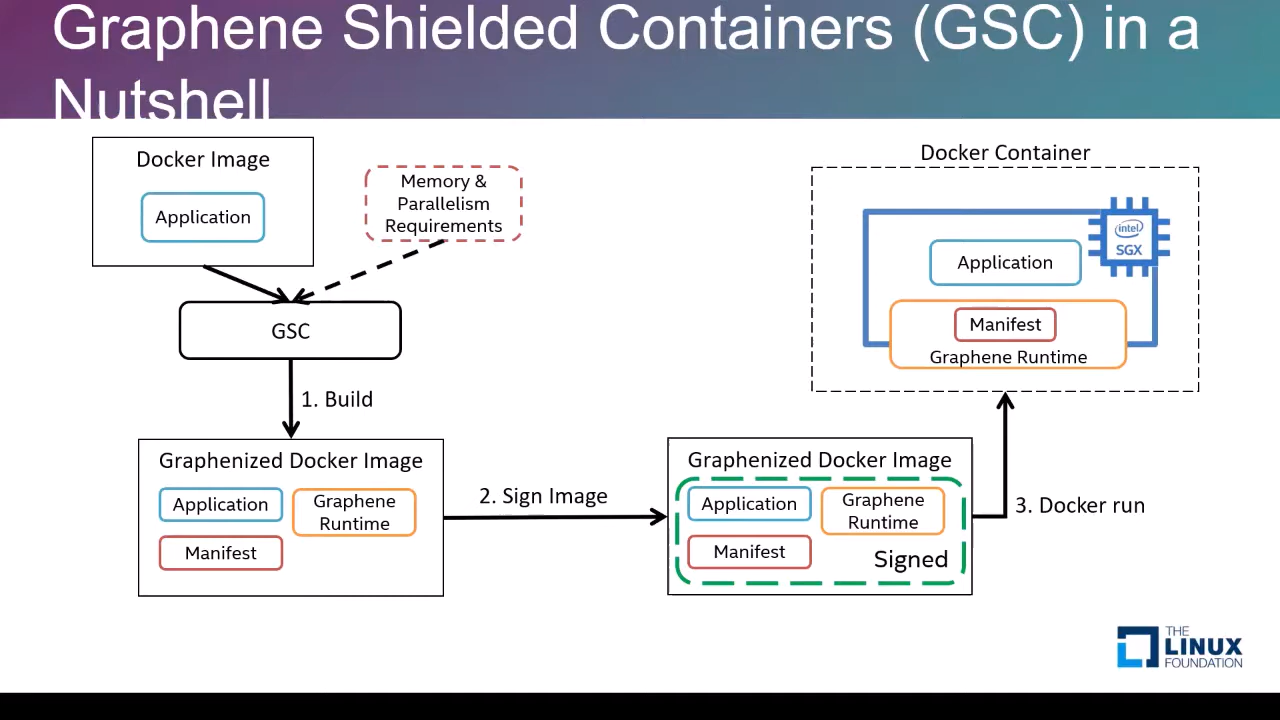 Graphene Shielded Containers (GSC) in a
Nutshell
Docker Image
Application
Memory &
Parallelism
Requirements
GSC
1. Build
Graphenized Docker Image
Application
Graphene
Runtime
Manifest
2. Sign Image
Graphenized Docker Image
Application
Graphene
Runtime
Manifest
Signed
3. Docker run
Docker Container
intel
SGX
Application
Manifest
Graphene Runtime
THE
LINUX
FOUNDATION